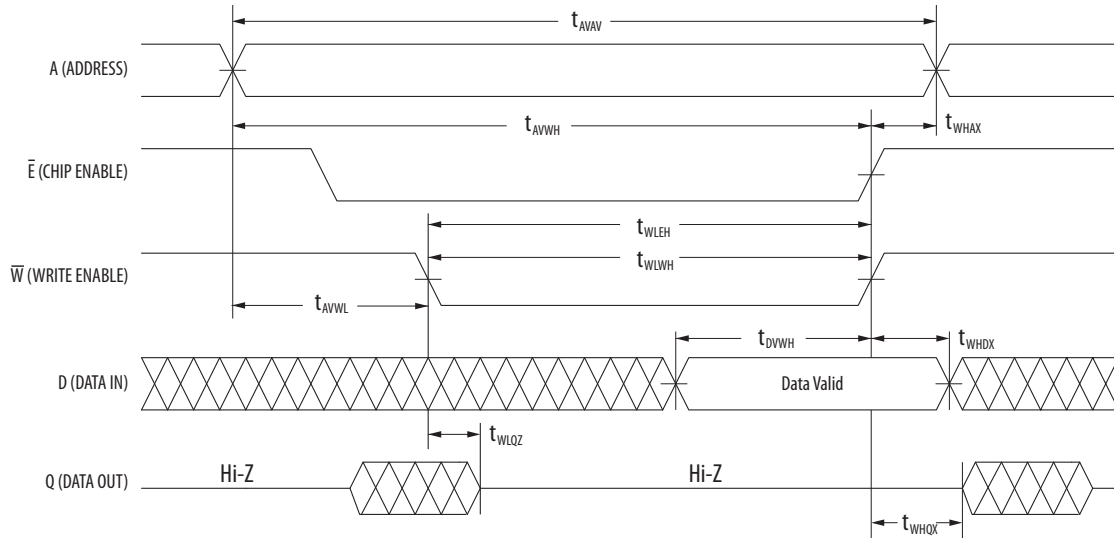 tAVAV
A (ADDRESS)
tAVWH
tWHAX
E̅ (CHIP ENABLE)
tWLEH
W̅ (WRITE ENABLE)
tWLWH
tAVWL
tDVWH
tWHDX
D (DATA IN)
Data Valid
tWLQZ
Q (DATA OUT)
Hi-Z
Hi-Z
tWHQX